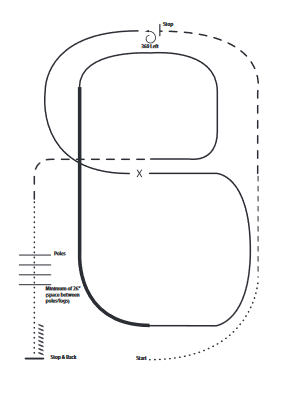 Stop
360 Left
X
Poles
Minimum of 26"
(space between
poles/logs)
Stop & Back
Start